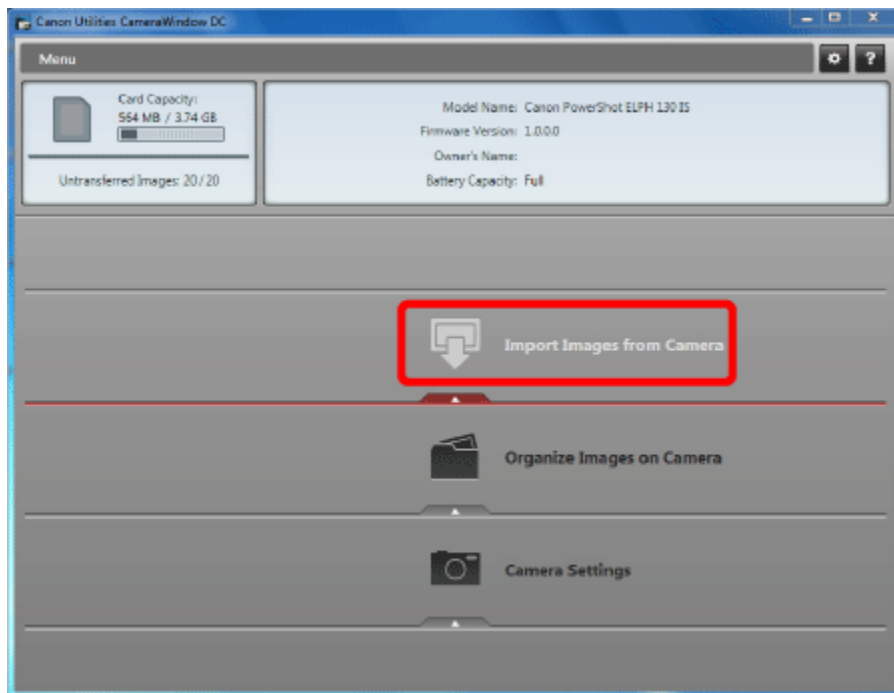 Canon Utilities CameraWindow DC
Menu
?
Card Capacity:
564 MB / 3.74 GB
Untransferred Images: 20/20
Model Name: Canon PowerShot ELPH 130 IS
Firmware Version: 1.0.0.0
Owner's Name:
Battery Capacity: Full
Import Images from Camera
Organize Images on Camera
Camera Settings